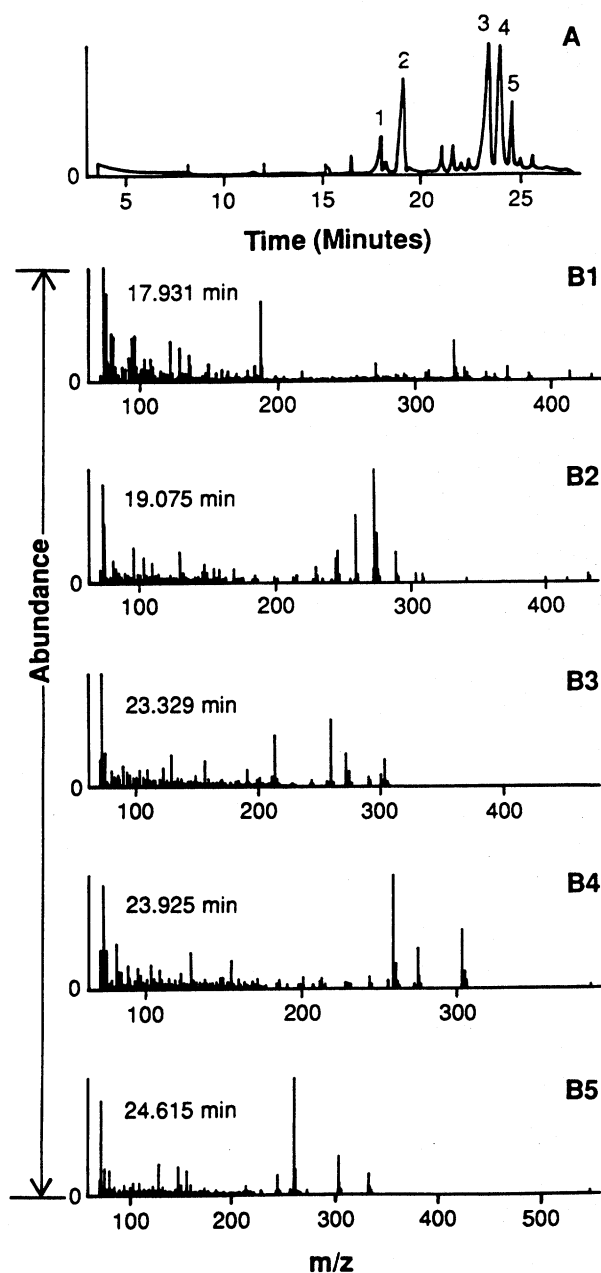 A
3 4
2
5
1
0
5 10 15 20 25
Time (Minutes)
B1
17.931 min
0
100 200 300 400
B2
19.075 min
0
100 200 300 400
Abundance
B3
23.329 min
0
100 200 300 400
B4
23.925 min
0
100 200 300
B5
24.615 min
0
100 200 300 400 500
m/z